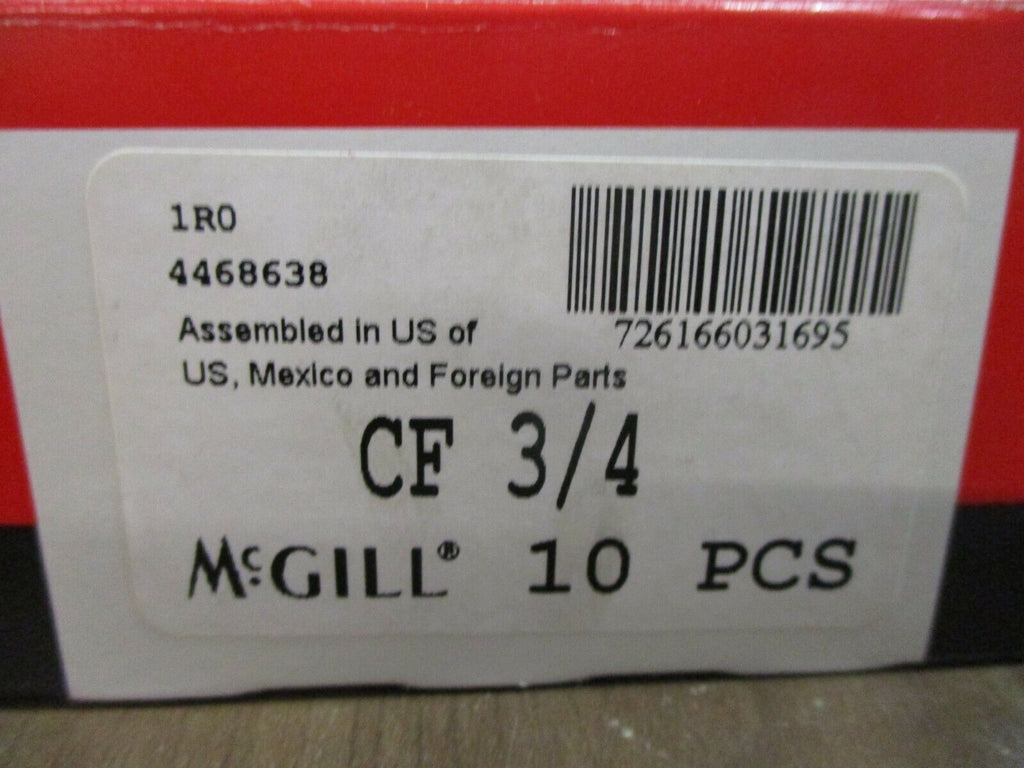 1R0
4468638
726166031695
Assembled in US of
US, Mexico and Foreign Parts
CF 3/4
McGILL® 10 PCS